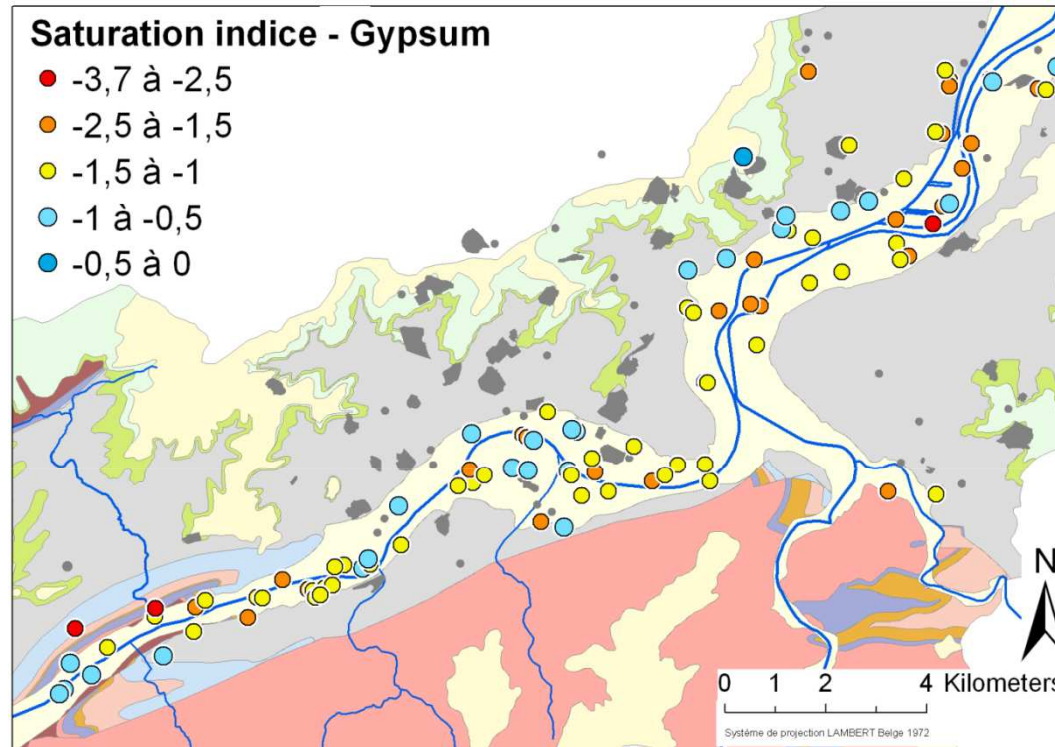 Saturation indice - Gypsum
-3,7 à -2,5
-2,5 à -1,5
-1,5 à -1
-1 à -0,5
-0,5 à 0
N
0 1 2 4 Kilometers
Système de projection LAMBERT Belge 1972